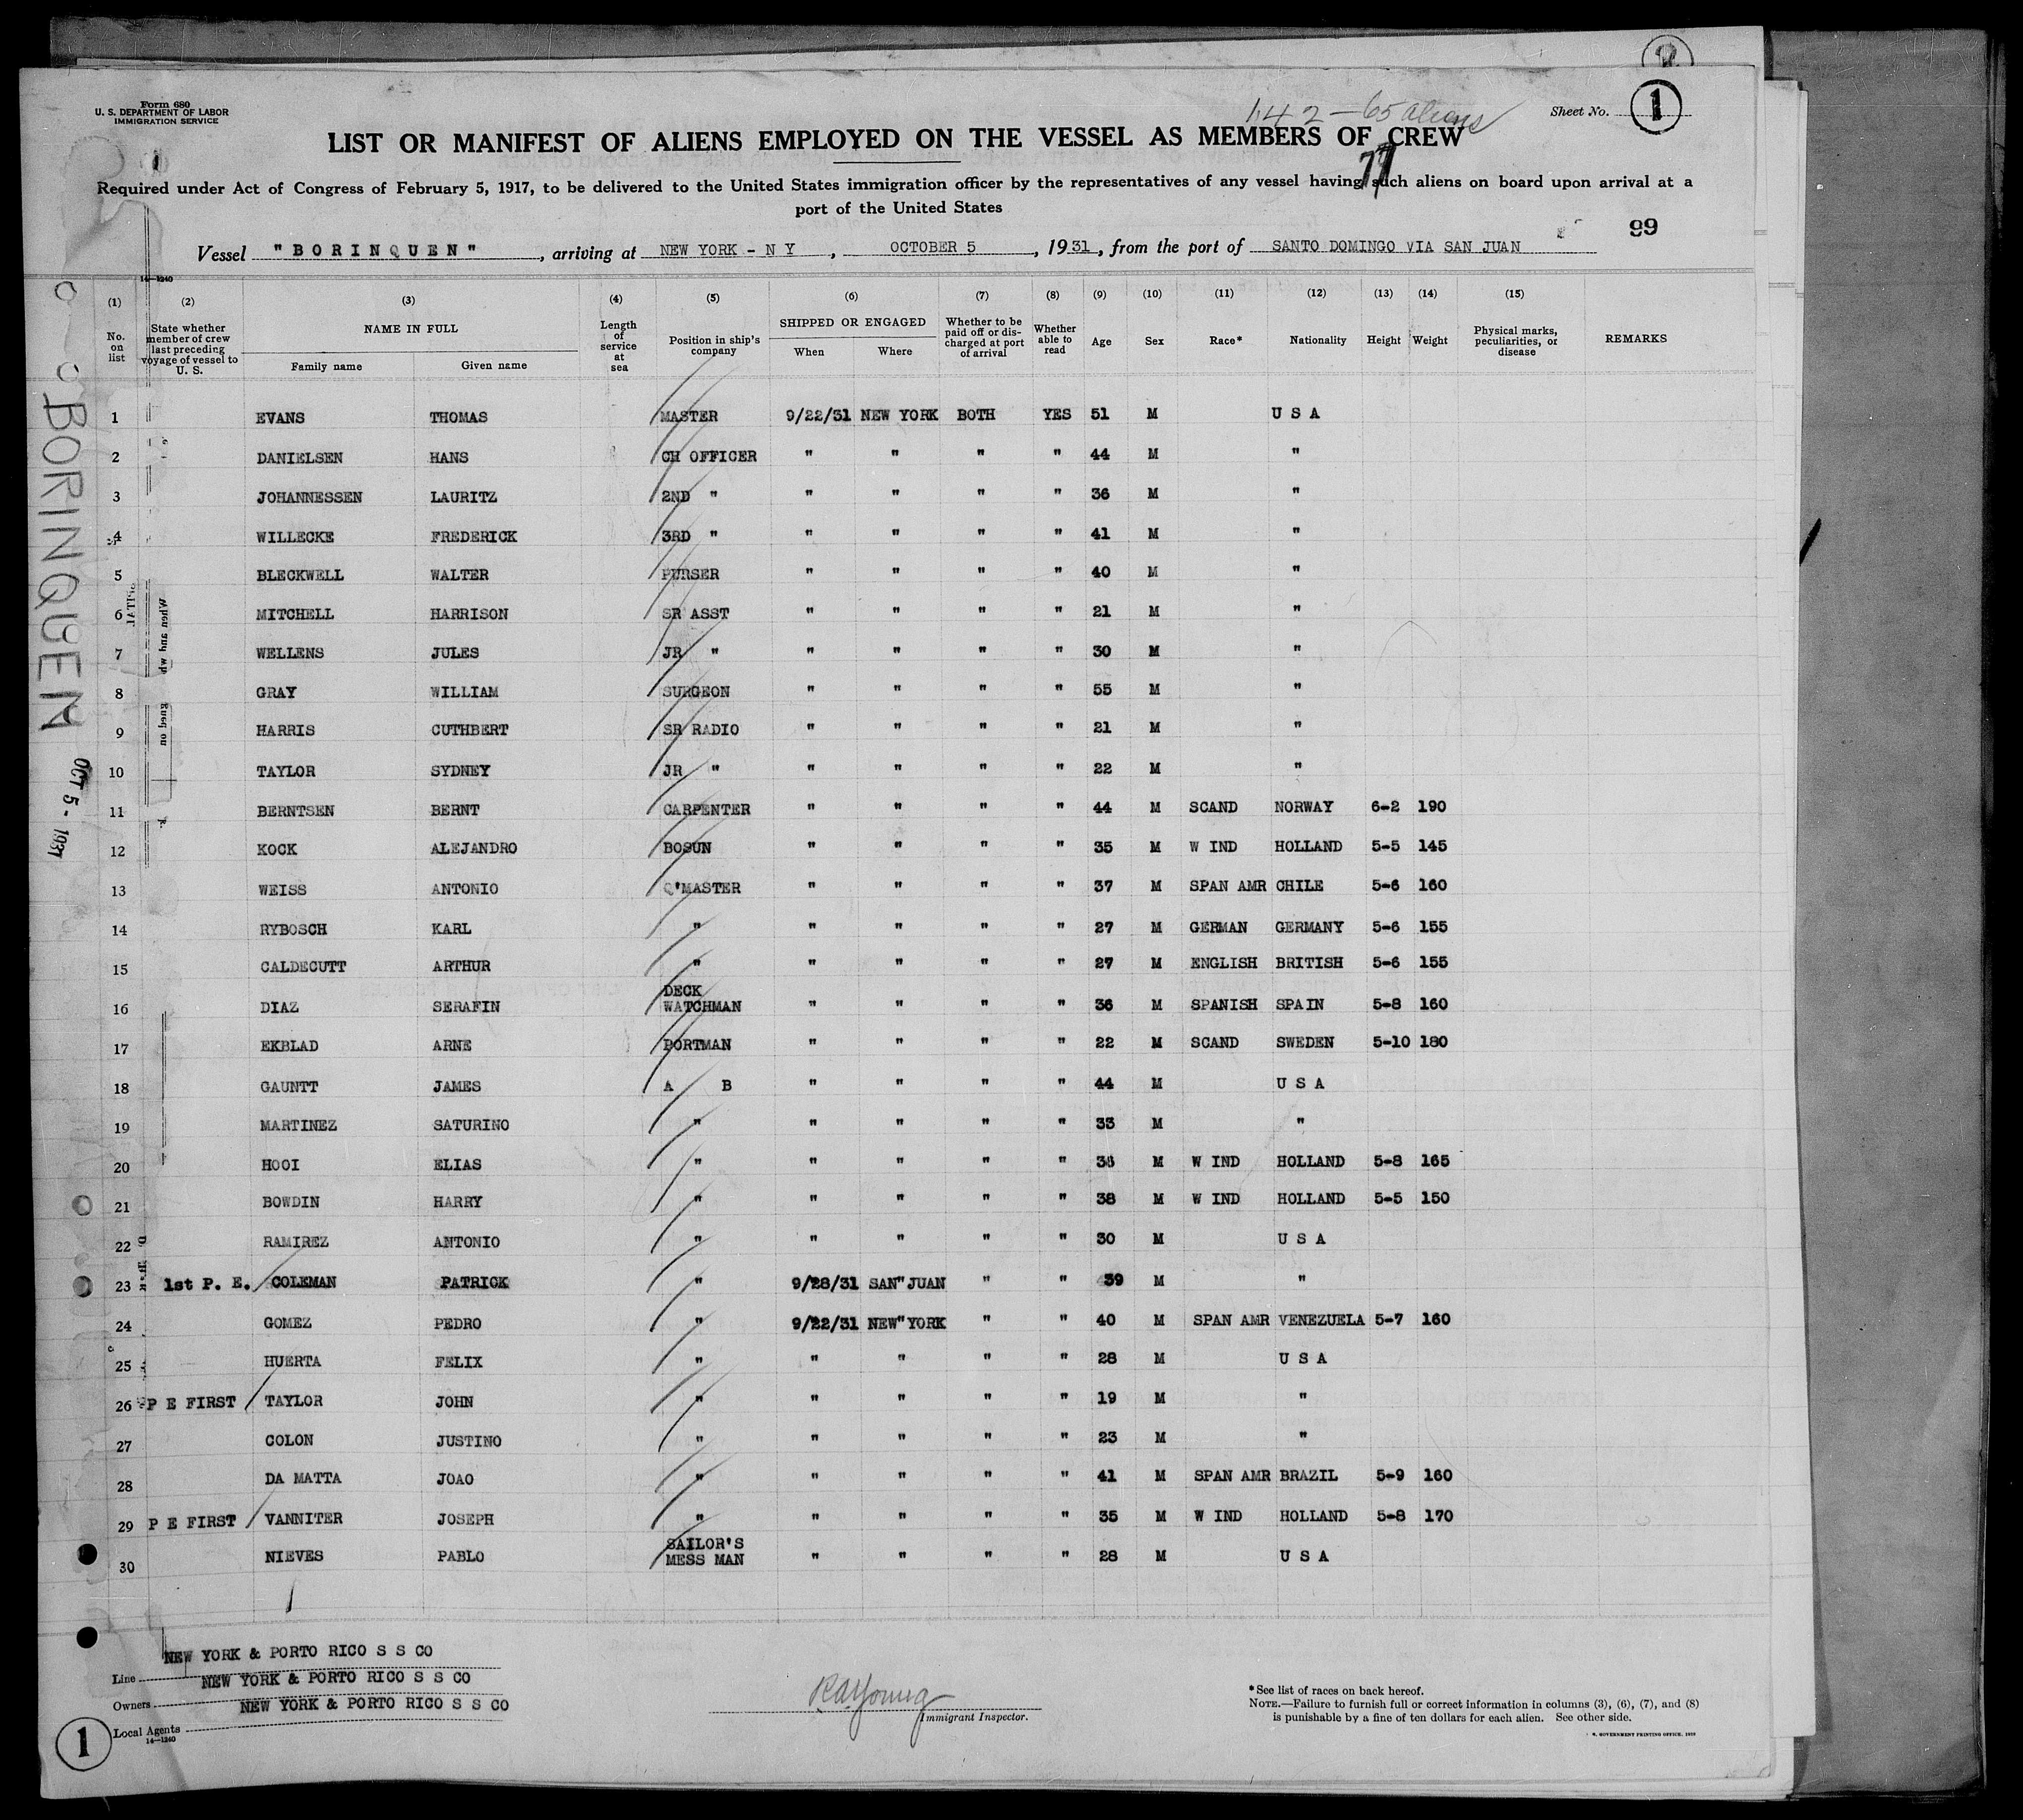 Form 680
U. S. DEPARTMENT OF LABOR
IMMIGRATION SERVICE
142 - 65 aliens
77
Sheet No. 1
LIST OR MANIFEST OF ALIENS EMPLOYED ON THE VESSEL AS MEMBERS OF CREW
Required under Act of Congress of February 5, 1917, to be delivered to the United States immigration officer by the representatives of any vessel having such aliens on board upon arrival at a
port of the United States
99
Vessel "BORINQUEN", arriving at NEW YORK - N Y, OCTOBER 5, 1931, from the port of SANTO DOMINGO VIA SAN JUAN
14-1240
(1) (2) (3) (4) (5) (6) (7) (8) (9) (10) (11) (12) (13) (14) (15)
No. on list State whether member of crew last preceding voyage of vessel to U. S. NAME IN FULL Family name Given name Length of service at sea Position in ship's company SHIPPED OR ENGAGED When Where Whether to be paid off or discharged at port of arrival Whether able to read Age Sex Race* Nationality Height Weight Physical marks, peculiarities, or disease REMARKS
1 EVANS THOMAS MASTER 9/22/31 NEW YORK BOTH YES 51 M U S A
2 DANIELSEN HANS CH OFFICER " " " " 44 M "
3 JOHANNESSEN LAURITZ 2ND " " " " " 36 M "
4 WILLECKE FREDERICK 3RD " " " " " 41 M "
5 BLECKWELL WALTER PURSER " " " " 40 M "
6 MITCHELL HARRISON SR ASST " " " " 21 M "
7 WELLENS JULES JR " " " " " 30 M "
8 GRAY WILLIAM SURGEON " " " " 55 M "
9 HARRIS CUTHBERT SR RADIO " " " " 21 M "
10 TAYLOR SYDNEY JR " " " " " 22 M "
11 BERNTSEN BERNT CARPENTER " " " " 44 M SCAND NORWAY 6-2 190
12 KOCK ALEJANDRO BOSUN " " " " 35 M W IND HOLLAND 5-5 145
13 WEISS ANTONIO Q'MASTER " " " " 37 M SPAN AMR CHILE 5-6 160
14 RYBOSCH KARL " " " " " 27 M GERMAN GERMANY 5-6 155
15 CALDECUTT ARTHUR " " " " " 27 M ENGLISH BRITISH 5-6 155
16 DIAZ SERAFIN DECK WATCHMAN " " " " 36 M SPANISH SPAIN 5-8 160
17 EKBLAD ARNE PORTMAN " " " " 22 M SCAND SWEDEN 5-10 180
18 GAUNTT JAMES A B " " " " 44 M U S A
19 MARTINEZ SATURINO " " " " " 33 M "
20 HOOI ELIAS " " " " " M W IND HOLLAND 5-8 165
21 BOWDIN HARRY " " " " " 38 M W IND HOLLAND 5-5 150
22 RAMIREZ ANTONIO " " " " " 30 M U S A
23 1st P. E. COLEMAN PATRICK " 9/28/31 SAN" JUAN " " 39 M "
24 GOMEZ PEDRO " 9/22/31 NEW" YORK " " 40 M SPAN AMR VENEZUELA 5-7 160
25 HUERTA FELIX " " " " " 28 M U S A
26 P E FIRST TAYLOR JOHN " " " " " 19 M "
27 COLON JUSTINO " " " " " 23 M "
28 DA MATTA JOAO " " " " " 41 M SPAN AMR BRAZIL 5-9 160
29 P E FIRST VANNITER JOSEPH " " " " " 35 M W IND HOLLAND 5-8 170
30 NIEVES PABLO SAILOR'S MESS MAN " " " " 28 M U S A
BORINQUEN
OCT 5 - 1931
Line NEW YORK & PORTO RICO S S CO
Owners NEW YORK & PORTO RICO S S CO
Local Agents NEW YORK & PORTO RICO S S CO
14-1240
1
RAYoung
Immigrant Inspector.
*See list of races on back hereof.
NOTE.—Failure to furnish full or correct information in columns (3), (6), (7), and (8)
is punishable by a fine of ten dollars for each alien. See other side.